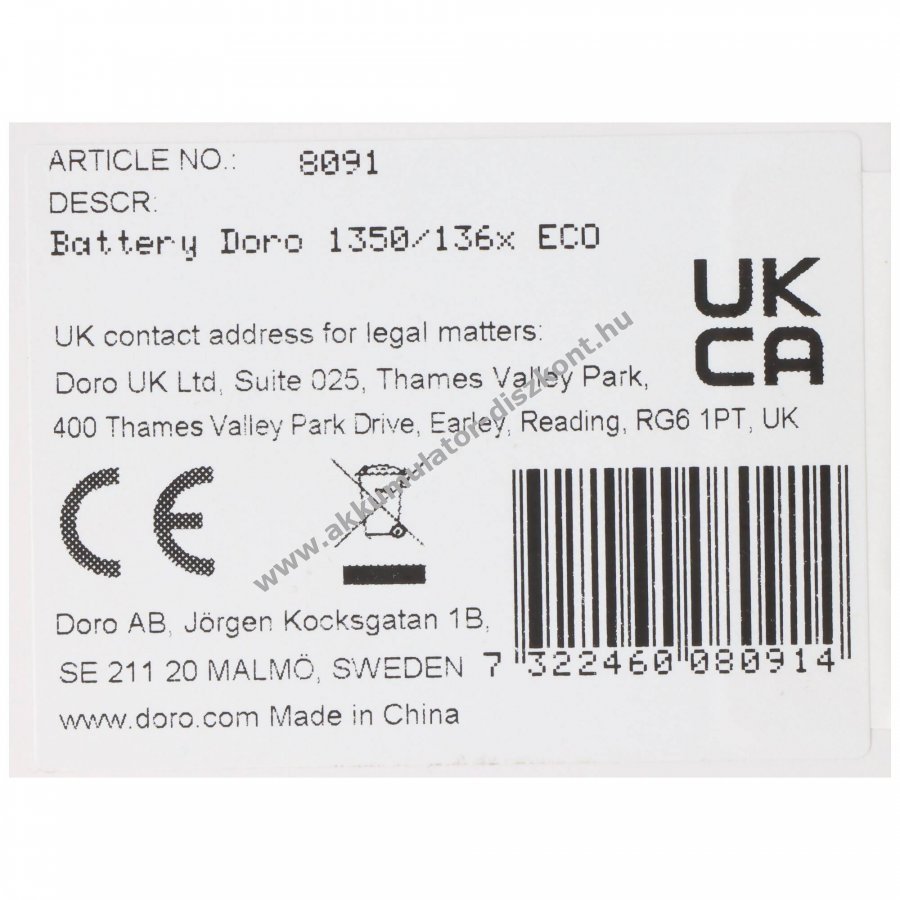 ARTICLE NO.: 8091
DESCR:
Battery Doro 1350/136x ECO
UK
CA
UK contact address for legal matters:
Doro UK Ltd, Suite 025, Thames Valley Park,
400 Thames Valley Park Drive, Earley, Reading, RG6 1PT, UK
www.akkumulatordiszkont.hu
CE
Doro AB, Jörgen Kocksgatan 1B,
SE 211 20 MALMÖ, SWEDEN
www.doro.com Made in China
7 322460 080914